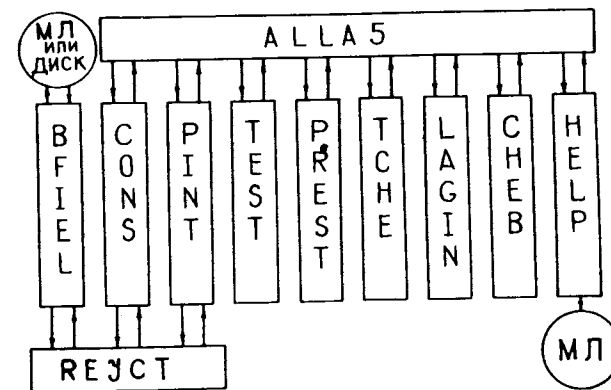 МЛ
ИЛИ
ДИСК
ALLA5
BFIEL
CONS
PINT
TEST
PREST
TCHE
LAGIN
CHEB
HELP
REJCT
МЛ